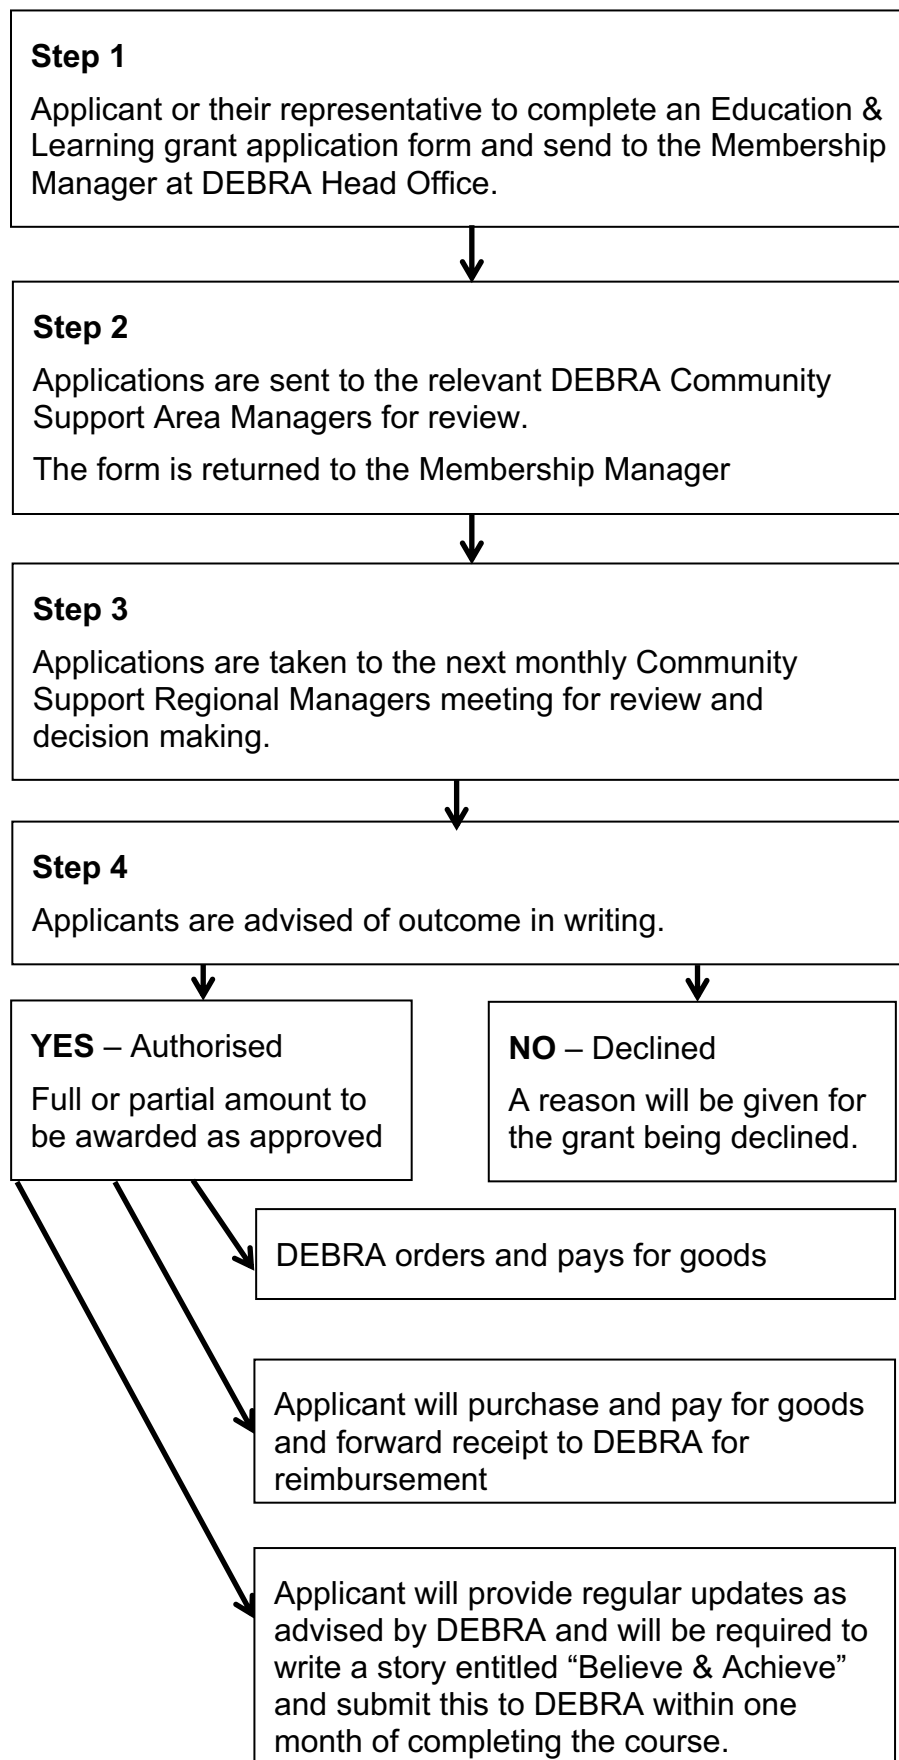 Step 1
Applicant or their representative to complete an Education &
Learning grant application form and send to the Membership
Manager at DEBRA Head Office.
Step 2
Applications are sent to the relevant DEBRA Community
Support Area Managers for review.
The form is returned to the Membership Manager
Step 3
Applications are taken to the next monthly Community
Support Regional Managers meeting for review and
decision making.
Step 4
Applicants are advised of outcome in writing.
YES – Authorised
Full or partial amount to
be awarded as approved
NO – Declined
A reason will be given for
the grant being declined.
DEBRA orders and pays for goods
Applicant will purchase and pay for goods
and forward receipt to DEBRA for
reimbursement
Applicant will provide regular updates as
advised by DEBRA and will be required to
write a story entitled “Believe & Achieve”
and submit this to DEBRA within one
month of completing the course.